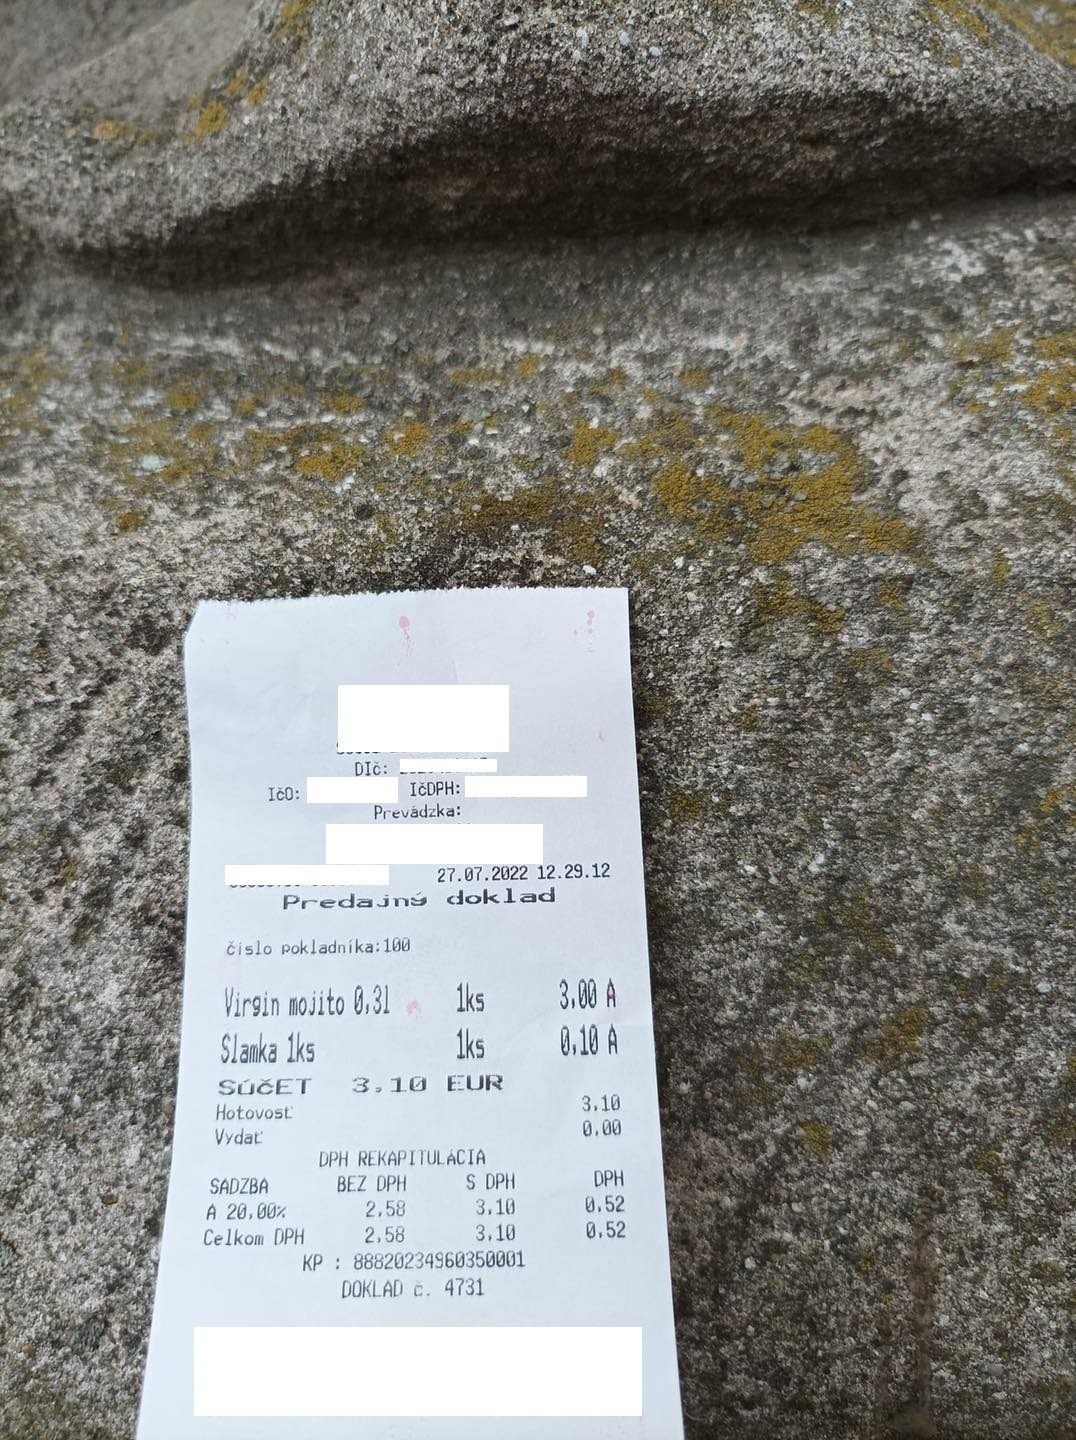 DIč:
Ičo: IčDPH:
Prevádzka:
27.07.2022 12.29.12
Predajný doklad
číslo pokladníka:100
Virgin mojito 0,3l 1ks 3,00 A
Slamka 1ks 1ks 0,10 A
SÚčET 3.10 EUR
Hotovosť 3,10
Vydať 0.00
DPH REKAPITULÁCIA
SADZBA BEZ DPH S DPH DPH
A 20,00% 2,58 3,10 0,52
Celkom DPH 2,58 3,10 0,52
KP : 88820234960350001
DOKLAD č. 4731